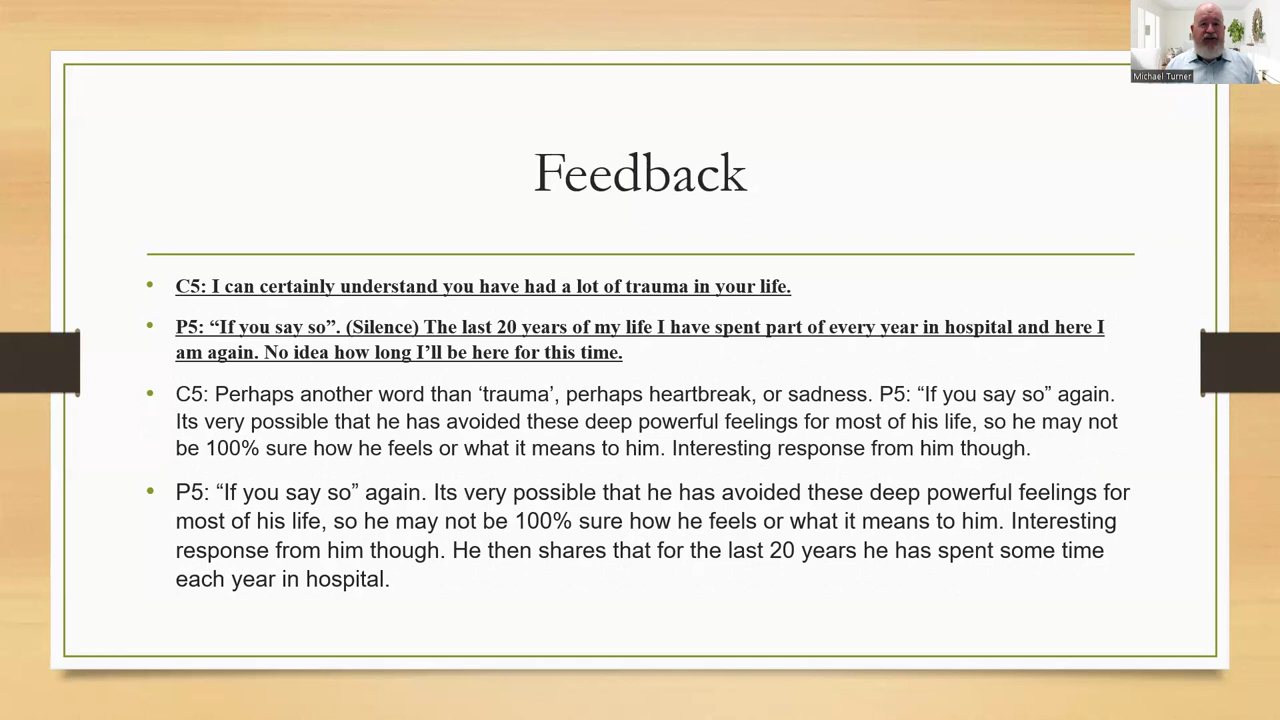 Michael Turner
Feedback
• C5: I can certainly understand you have had a lot of trauma in your life.
• P5: “If you say so”. (Silence) The last 20 years of my life I have spent part of every year in hospital and here I
am again. No idea how long I’ll be here for this time.
• C5: Perhaps another word than ‘trauma’, perhaps heartbreak, or sadness. P5: “If you say so” again.
Its very possible that he has avoided these deep powerful feelings for most of his life, so he may not
be 100% sure how he feels or what it means to him. Interesting response from him though.
• P5: “If you say so” again. Its very possible that he has avoided these deep powerful feelings for
most of his life, so he may not be 100% sure how he feels or what it means to him. Interesting
response from him though. He then shares that for the last 20 years he has spent some time
each year in hospital.